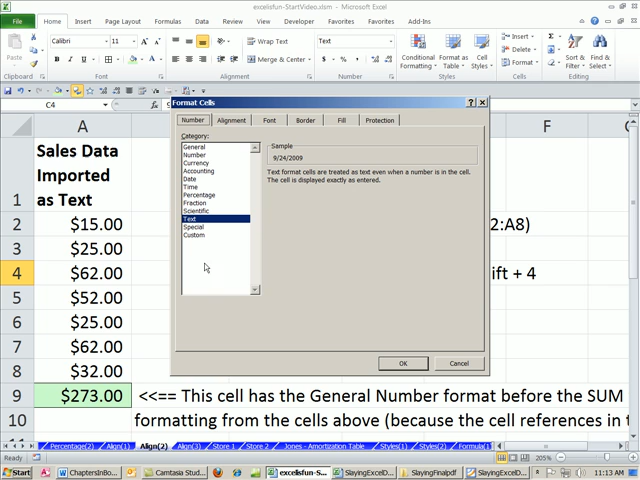 excelisfun-StartVideo.xlsm - Microsoft Excel
File Home Insert Page Layout Formulas Data Review View Developer Add-Ins Acrobat
Calibri 11 Wrap Text Text Insert
Paste Merge & Center Conditional Format Cell Delete Sort & Find &
Formatting as Table Styles Format Filter Select
Clipboard Font Alignment Number Styles Cells Editing
C4
Format Cells
Number Alignment Font Border Fill Protection
Category:
General
Number
Currency
Accounting
Date
Time
Percentage
Fraction
Scientific
Text
Special
Custom
Sample
9/24/2009
Text format cells are treated as text even when a number is in the cell.
The cell is displayed exactly as entered.
OK Cancel
A F
1 Sales Data
Imported
as Text
2 $15.00 2:A8)
3 $25.00
4 $62.00 ift + 4
5 $52.00
6 $25.00
7 $62.00
8 $32.00
9 $273.00 <<== This cell has the General Number format before the SUM
10 formatting from the cells above (because the cell references in t
Percentage(2) Align(1) Align(2) Align(3) Store 1 Store 2 Jones - Amortizatin Table Styles(1) Styles(2) Formula(1)
Ready 205%
Start ChaptersInBo... Camtasia Stud... excelisfun-S... SlayingExcelD... SlayingFinalpdf SlayingExcelD... 11:13 AM